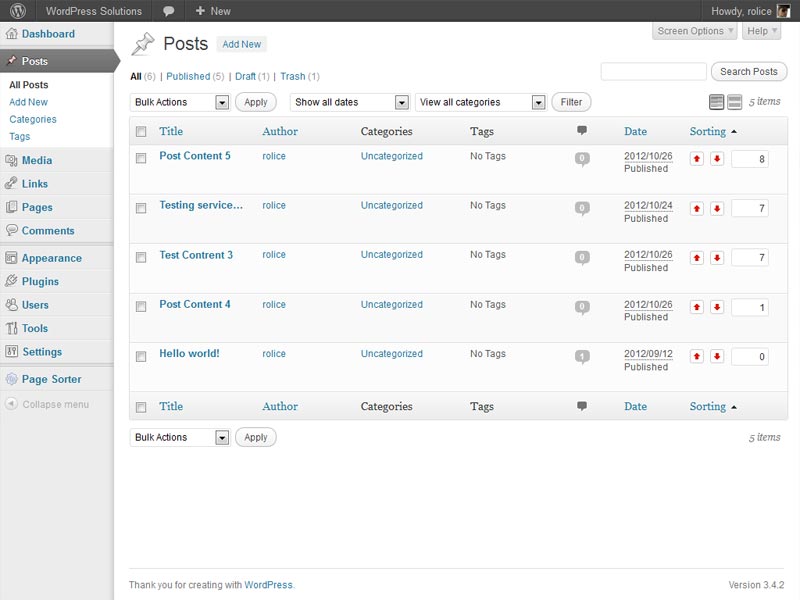 WordPress Solutions + New Howdy, rolice
Dashboard
Posts
All Posts
Add New
Categories
Tags
Media
Links
Pages
Comments
Appearance
Plugins
Users
Tools
Settings
Page Sorter
Collapse menu
Screen Options Help
Posts Add New
All (6) | Published (5) | Draft (1) | Trash (1)
Search Posts
Bulk Actions Apply Show all dates View all categories Filter 5 items
Title Author Categories Tags Date Sorting
Post Content 5 rolice Uncategorized No Tags 0 2012/10/26 8
Published
Testing service... rolice Uncategorized No Tags 0 2012/10/24 7
Published
Test Contrent 3 rolice Uncategorized No Tags 0 2012/10/26 7
Published
Post Content 4 rolice Uncategorized No Tags 0 2012/10/26 1
Published
Hello world! rolice Uncategorized No Tags 1 2012/09/12 0
Published
Title Author Categories Tags Date Sorting
Bulk Actions Apply 5 items
Thank you for creating with WordPress. Version 3.4.2